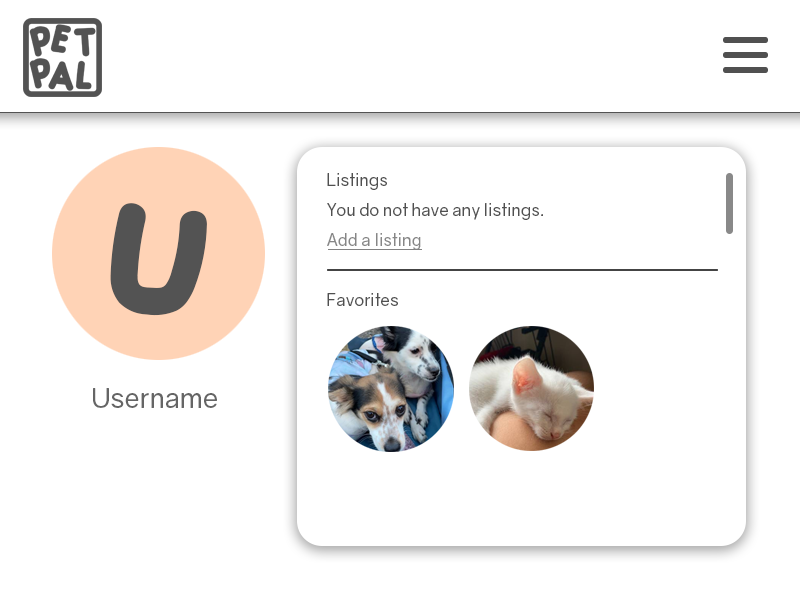 PET
PAL
U
Username
Listings
You do not have any listings.
Add a listing
Favorites